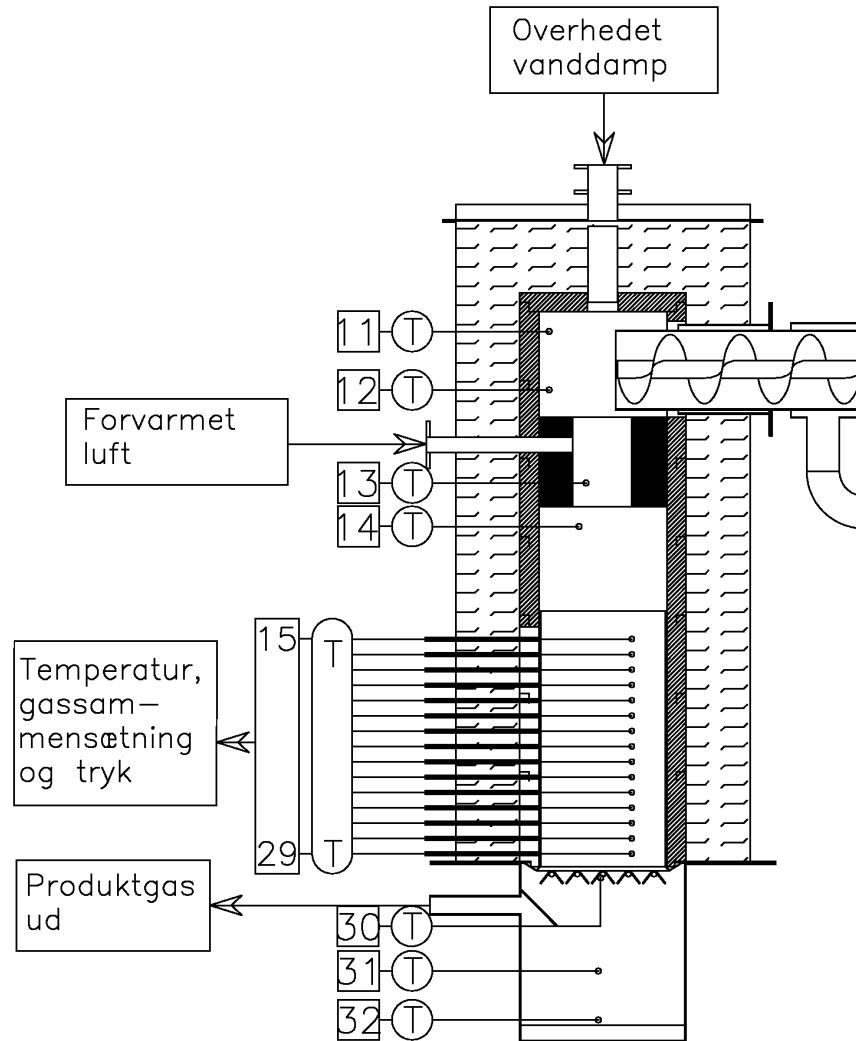 Overhedet
vanddamp
11 T
12 T
Forvarmet
luft
13 T
14 T
15 T
Temperatur,
gassam-
mensætning
og tryk
29 T
Produktgas
ud
30 T
31 T
32 T